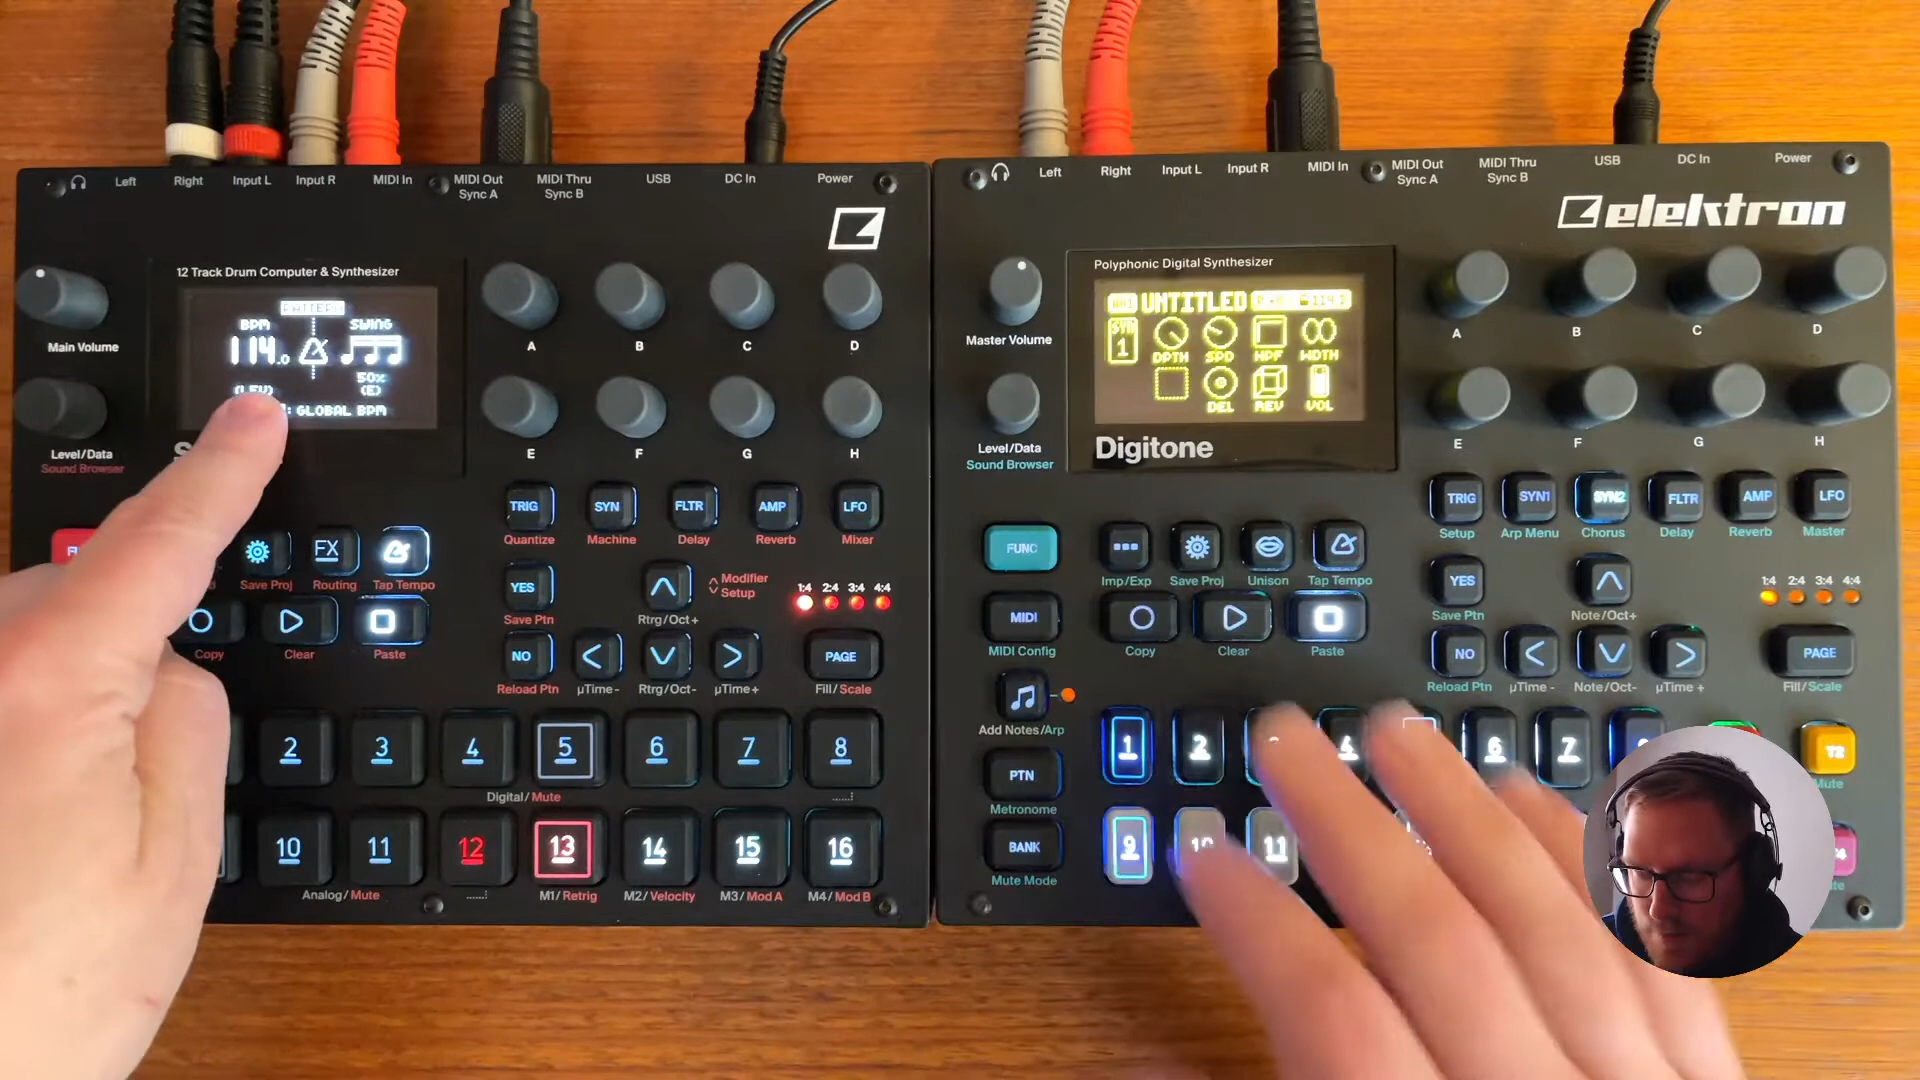 Left
Right
Input L
Input R
MIDI In
MIDI Out
Sync A
MIDI Thru
Sync B
USB
DC In
Power
12 Track Drum Computer & Synthesizer
PATTERN
BPM
SWING
114.0
50%
(E)
GLOBAL BPM
Main Volume
Level/Data
Sound Browser
A
B
C
D
E
F
G
H
TRIG
SYN
FLTR
AMP
LFO
Quantize
Machine
Delay
Reverb
Mixer
FX
Save Proj
Routing
Tap Tempo
YES
Save Ptn
Modifier
Setup
Rtrg/Oct+
1:4
2:4
3:4
4:4
Copy
Clear
Paste
NO
PAGE
Reload Ptn
µTime-
Rtrg/Oct-
µTime+
Fill/Scale
2
3
4
5
6
7
8
Digital/Mute
10
11
12
13
14
15
16
Analog/Mute
M1/Retrig
M2/Velocity
M3/Mod A
M4/Mod B
Left
Right
Input L
Input R
MIDI In
MIDI Out
Sync A
MIDI Thru
Sync B
USB
DC In
Power
elektron
Polyphonic Digital Synthesizer
UNTITLED
SYN
1
DPTH
SPD
HPF
WDTH
DEL
REV
VOL
Digitone
Master Volume
Level/Data
Sound Browser
A
B
C
D
E
F
G
H
TRIG
SYN1
SYN2
FLTR
AMP
LFO
Setup
Arp Menu
Chorus
Delay
Reverb
Master
FUNC
Imp/Exp
Save Proj
Unison
Tap Tempo
YES
Save Ptn
Note/Oct+
1:4
2:4
3:4
4:4
MIDI
MIDI Config
Copy
Clear
Paste
NO
PAGE
Reload Ptn
µTime -
Note/Oct-
µTime +
Fill/Scale
Add Notes/Arp
PTN
Metronome
BANK
Mute Mode
1
2
4
6
7
T2
Mute
9
10
11